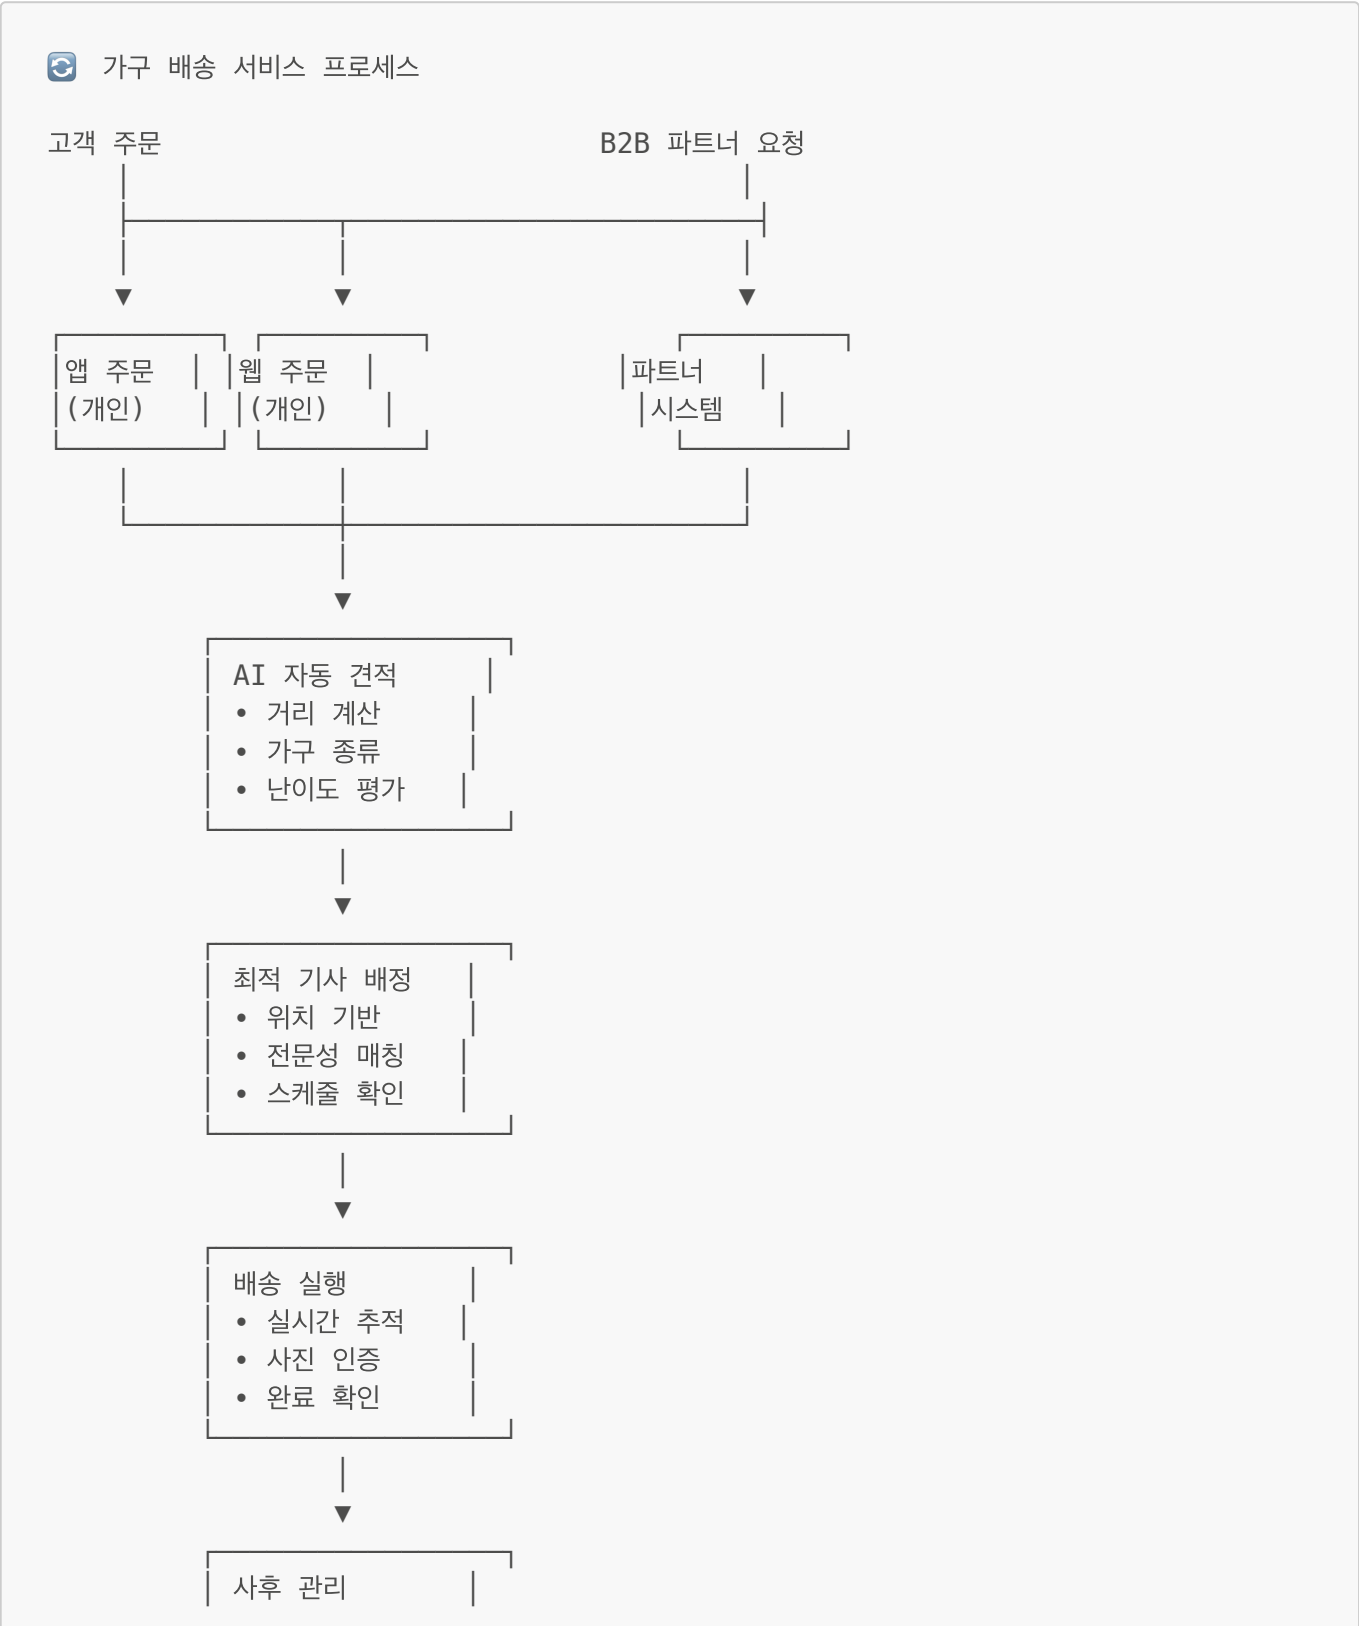 🔄 가구 배송 서비스 프로세스
고객 주문 B2B 파트너 요청
앱 주문 웹 주문 파트너
(개인) (개인) 시스템
AI 자동 견적
• 거리 계산
• 가구 종류
• 난이도 평가
최적 기사 배정
• 위치 기반
• 전문성 매칭
• 스케줄 확인
배송 실행
• 실시간 추적
• 사진 인증
• 완료 확인
사후 관리